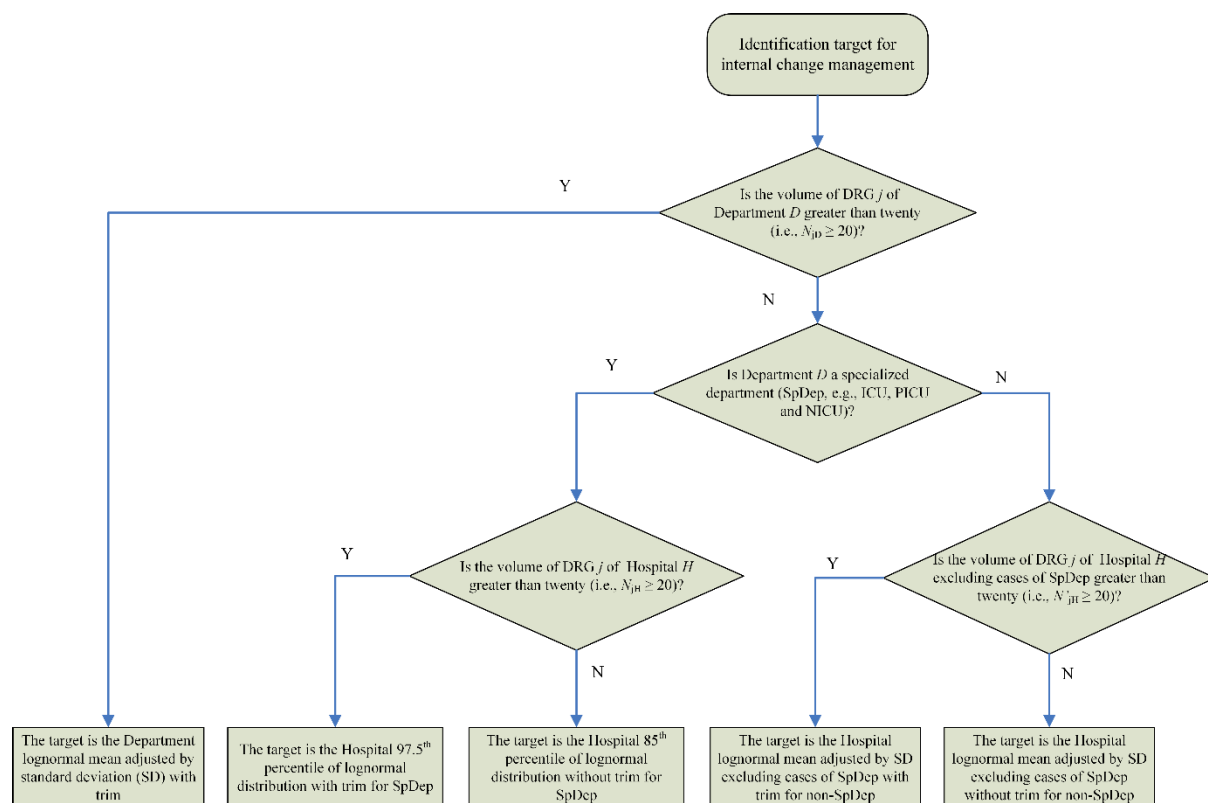 Identification target for
internal change management
Y
Is the volume of DRG j of
Department D greater than twenty
(i.e., NjD ≥ 20)?
N
Y
Is Department D a specialized
department (SpDep, e.g., ICU, PICU
and NICU)?
N
Y
Is the volume of DRG j of Hospital H
greater than twenty (i.e., NjH ≥ 20)?
N
Y
Is the volume of DRG j of Hospital H
excluding cases of SpDep greater than
twenty (i.e., N'jH ≥ 20)?
N
The target is the Department
lognormal mean adjusted by
standard deviation (SD) with
trim
The target is the Hospital 97.5th
percentile of lognormal
distribution with trim for SpDep
The target is the Hospital 85th
percentile of lognormal
distribution without trim for
SpDep
The target is the Hospital
lognormal mean adjusted by SD
excluding cases of SpDep with
trim for non-SpDep
The target is the Hospital
lognormal mean adjusted by SD
excluding cases of SpDep
without trim for non-SpDep